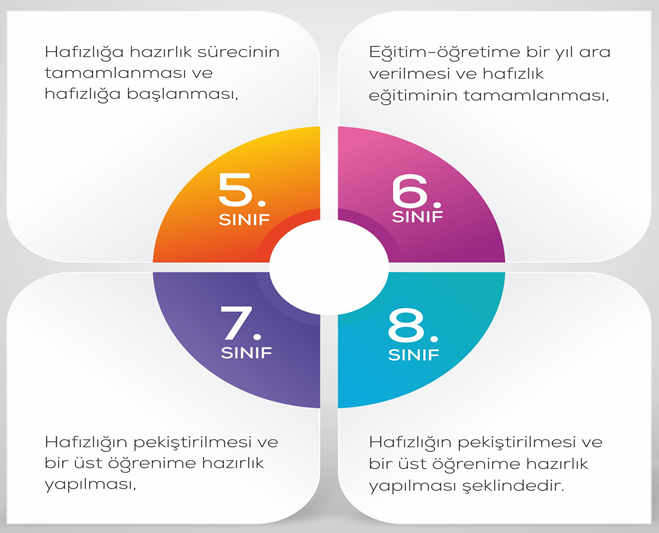 Hafızlığa hazırlık sürecinin
tamamlanması ve
hafızlığa başlanması,
Eğitim-öğretime bir yıl ara
verilmesi ve hafızlık
eğitiminin tamamlanması,
5.
SINIF
6.
SINIF
7.
SINIF
8.
SINIF
Hafızlığın pekiştirilmesi ve
bir üst öğrenime hazırlık
yapılması,
Hafızlığın pekiştirilmesi ve
bir üst öğrenime hazırlık
yapılması şeklindedir.